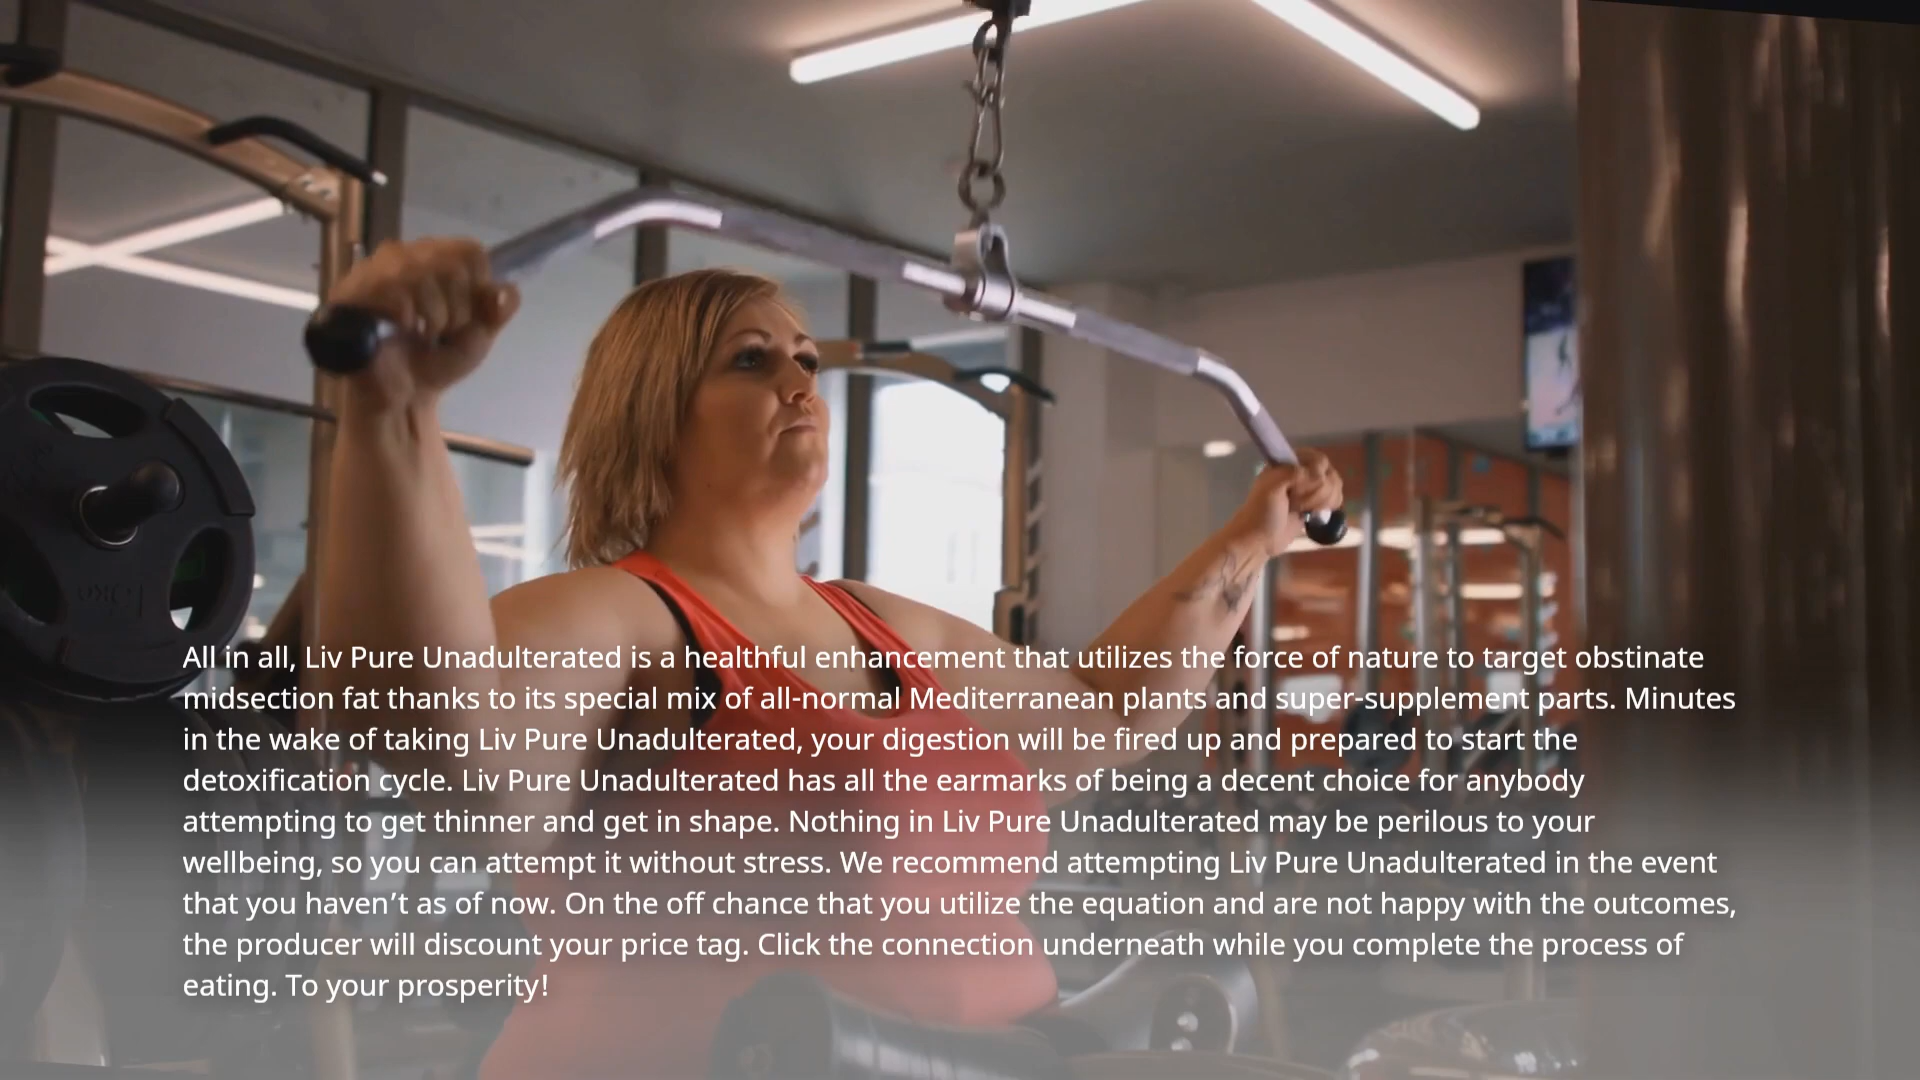 All in all, Liv Pure Unadulterated is a healthful enhancement that utilizes the force of nature to target obstinate
midsection fat thanks to its special mix of all-normal Mediterranean plants and super-supplement parts. Minutes
in the wake of taking Liv Pure Unadulterated, your digestion will be fired up and prepared to start the
detoxification cycle. Liv Pure Unadulterated has all the earmarks of being a decent choice for anybody
attempting to get thinner and get in shape. Nothing in Liv Pure Unadulterated may be perilous to your
wellbeing, so you can attempt it without stress. We recommend attempting Liv Pure Unadulterated in the event
that you haven’t as of now. On the off chance that you utilize the equation and are not happy with the outcomes,
the producer will discount your price tag. Click the connection underneath while you complete the process of
eating. To your prosperity!